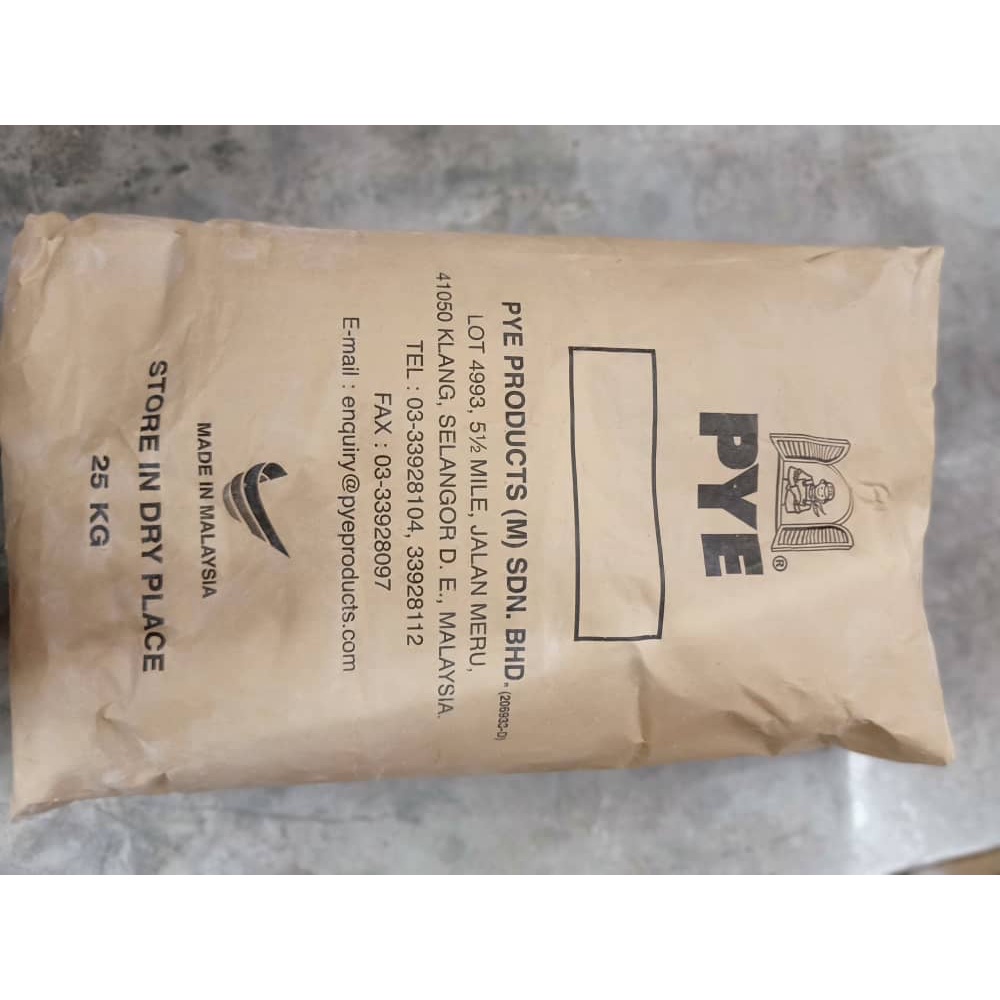 PYE®
PYE PRODUCTS (M) SDN. BHD. (206933-D)
LOT 4993, 5½ MILE, JALAN MERU,
41050 KLANG, SELANGOR D. E., MALAYSIA.
TEL : 03-33928104, 33928112
FAX : 03-33928097
E-mail : enquiry@pyeproducts.com
MADE IN MALAYSIA
STORE IN DRY PLACE
25 KG